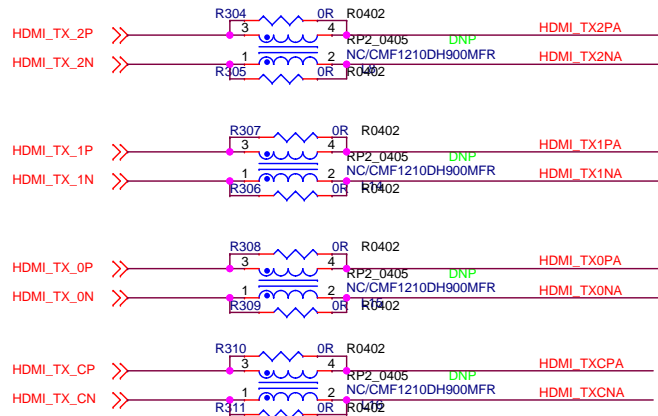 R304 0R R0402
HDMI_TX_2P 3 4 HDMI_TX2PA
RP2_0405 DNP
HDMI_TX_2N 1 2 NC/CMF1210DH900MFR HDMI_TX2NA
R305 0R R0402
R307 0R R0402
HDMI_TX_1P 3 4 HDMI_TX1PA
RP2_0405 DNP
HDMI_TX_1N 1 2 NC/CMF1210DH900MFR HDMI_TX1NA
R306 0R L14 R0402
R308 0R R0402
HDMI_TX_0P 3 4 HDMI_TX0PA
RP2_0405 DNP
HDMI_TX_0N 1 2 NC/CMF1210DH900MFR HDMI_TX0NA
R309 0R L15 R0402
R310 0R R0402
HDMI_TX_CP 3 4 HDMI_TXCPA
RP2_0405 DNP
HDMI_TX_CN 1 2 NC/CMF1210DH900MFR HDMI_TXCNA
R311 0R R0402